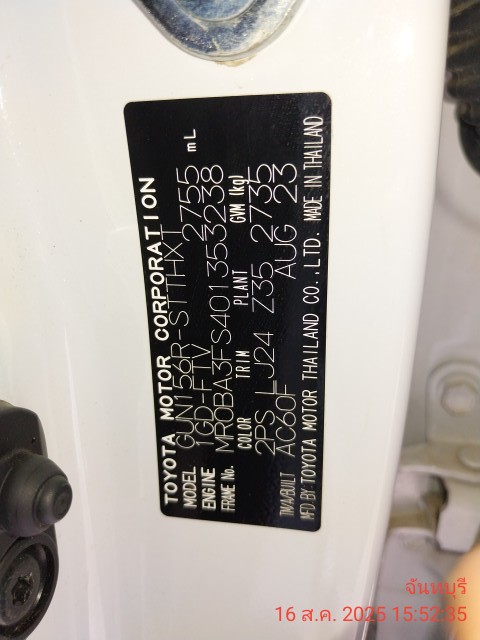 TOYOTA MOTOR CORPORATION
MODEL GUN156R-STTHXT
ENGINE 1GD-FTV 2755 mL
FRAME No. MR0BA3FS401353238
COLOR TRIM PLANT GVM (kg)
2PS LJ24 Z35 2735
T/M/A/BUILT AC60F AUG 23
MFD.BY TOYOTA MOTOR THAILAND CO.,LTD. MADE IN THAILAND
จันทบุรี
16 ส.ค. 2025 15:52:35